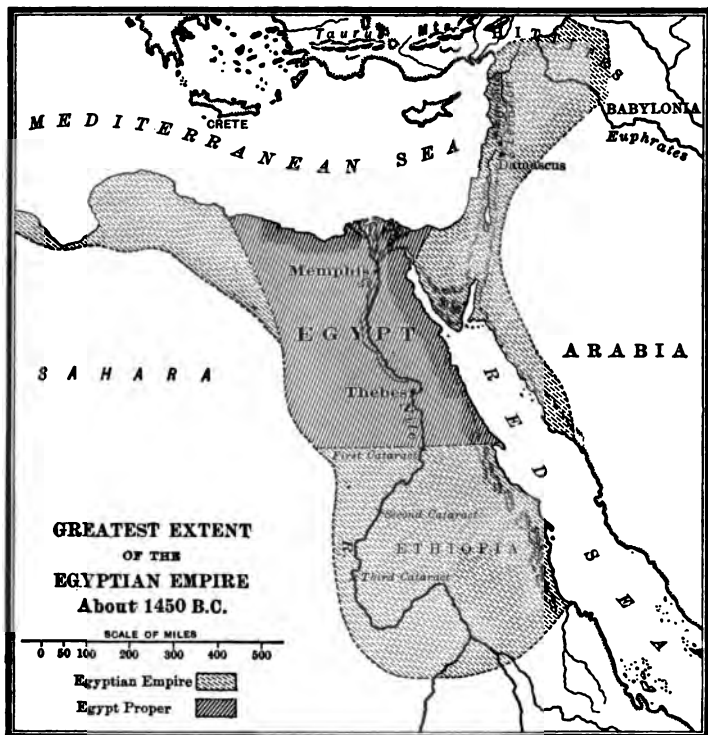 Taurus Mts.
HIT
ES
BABYLONIA
Euphrates
CRETE
MEDITERRANEAN SEA
Damascus
Memphis
EGYPT
SAHARA
ARABIA
Thebes
RED SEA
First Cataract
Second Cataract
ETHIOPIA
Third Cataract
GREATEST EXTENT
OF THE
EGYPTIAN EMPIRE
About 1450 B.C.
SCALE OF MILES
0 50 100 200 300 400 500
Egyptian Empire
Egypt Proper